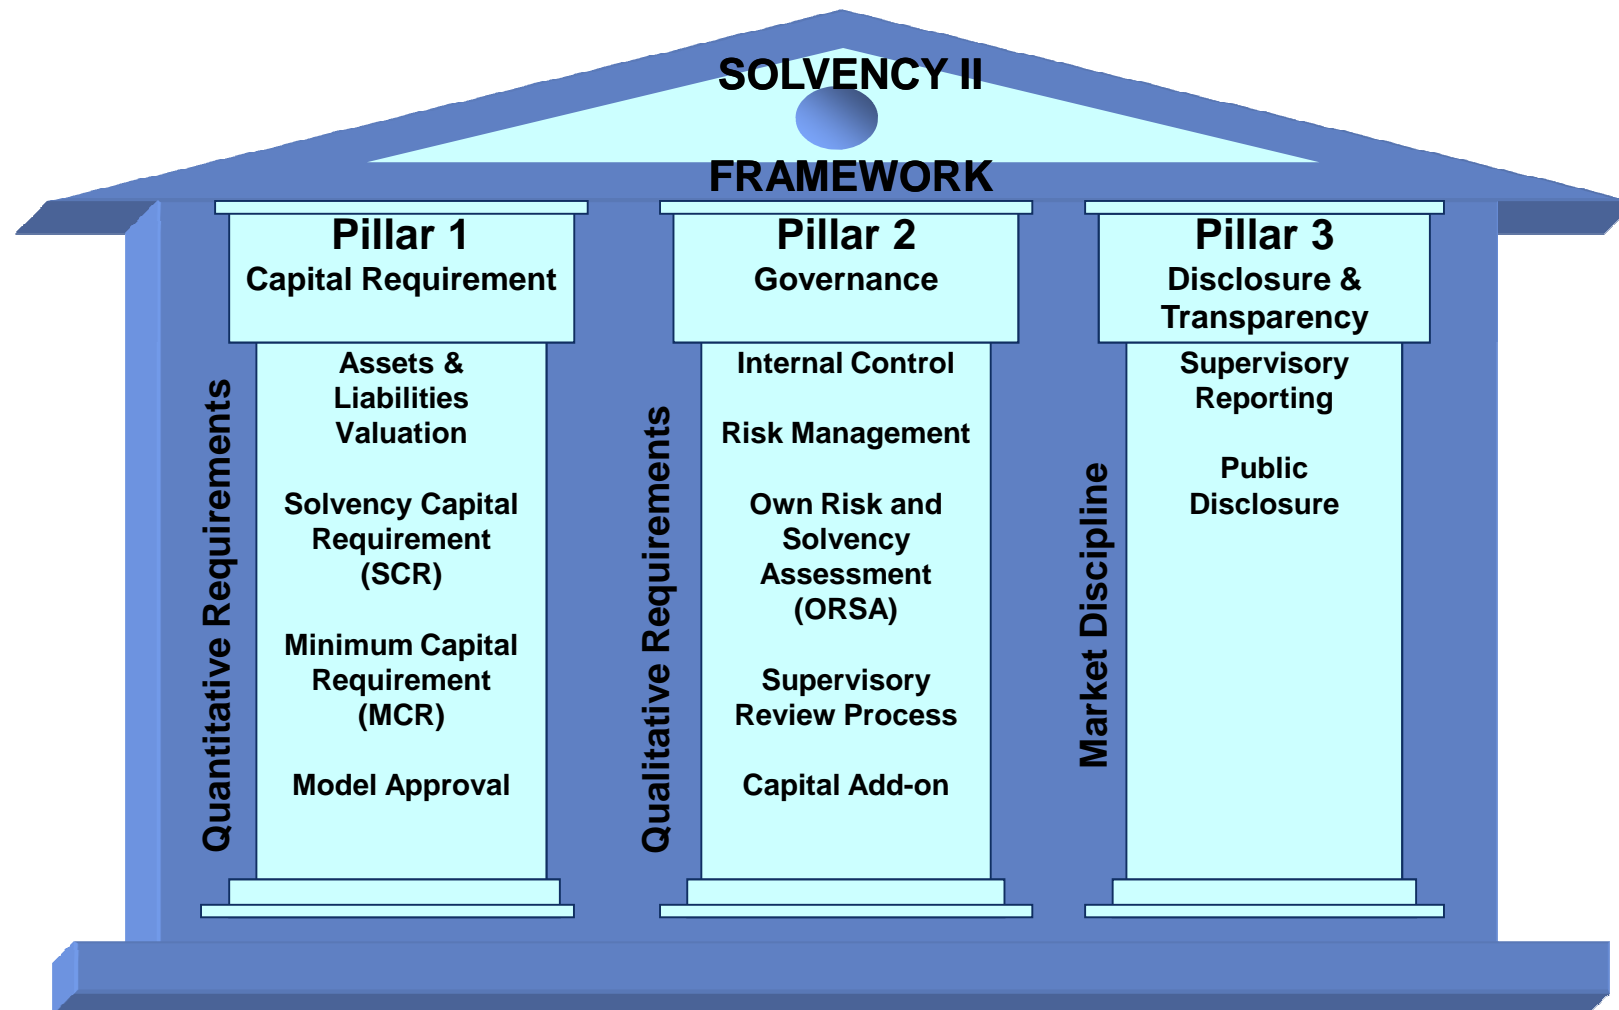 SOLVENCY II
FRAMEWORK
Pillar 1
Capital Requirement
Quantitative Requirements
Assets &
Liabilities
Valuation
Solvency Capital
Requirement
(SCR)
Minimum Capital
Requirement
(MCR)
Model Approval
Pillar 2
Governance
Qualitative Requirements
Internal Control
Risk Management
Own Risk and
Solvency
Assessment
(ORSA)
Supervisory
Review Process
Capital Add-on
Pillar 3
Disclosure &
Transparency
Market Discipline
Supervisory
Reporting
Public
Disclosure